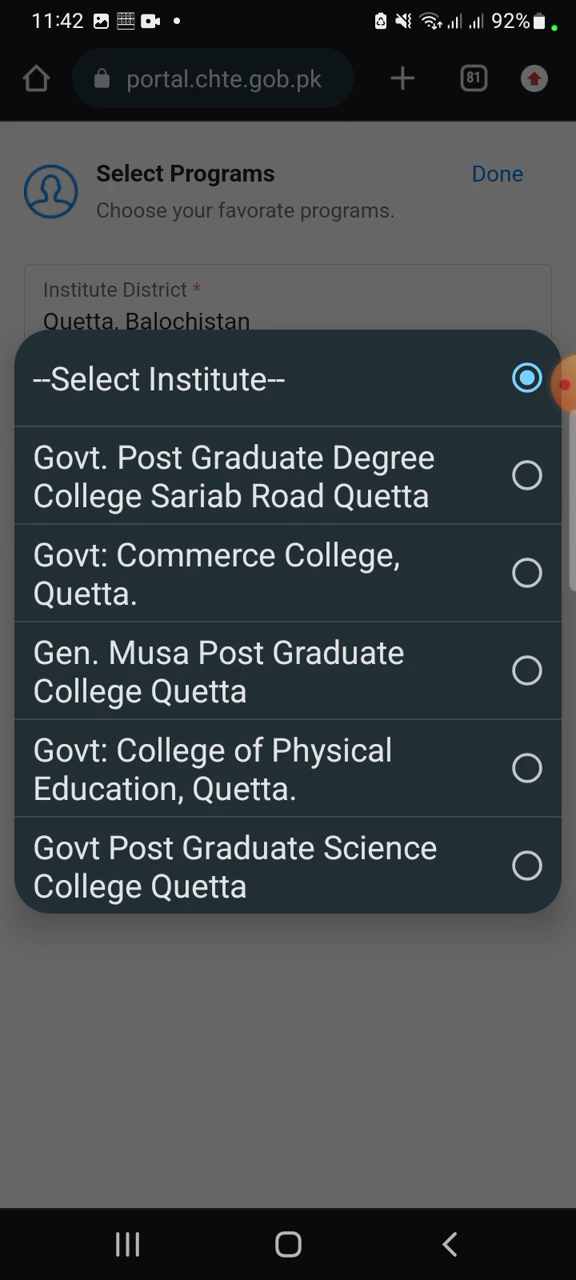 11:42
92%
portal.chte.gob.pk
81
Select Programs
Done
Choose your favorate programs.
Institute District *
Quetta, Balochistan
--Select Institute--
Govt. Post Graduate Degree
College Sariab Road Quetta
Govt: Commerce College,
Quetta.
Gen. Musa Post Graduate
College Quetta
Govt: College of Physical
Education, Quetta.
Govt Post Graduate Science
College Quetta